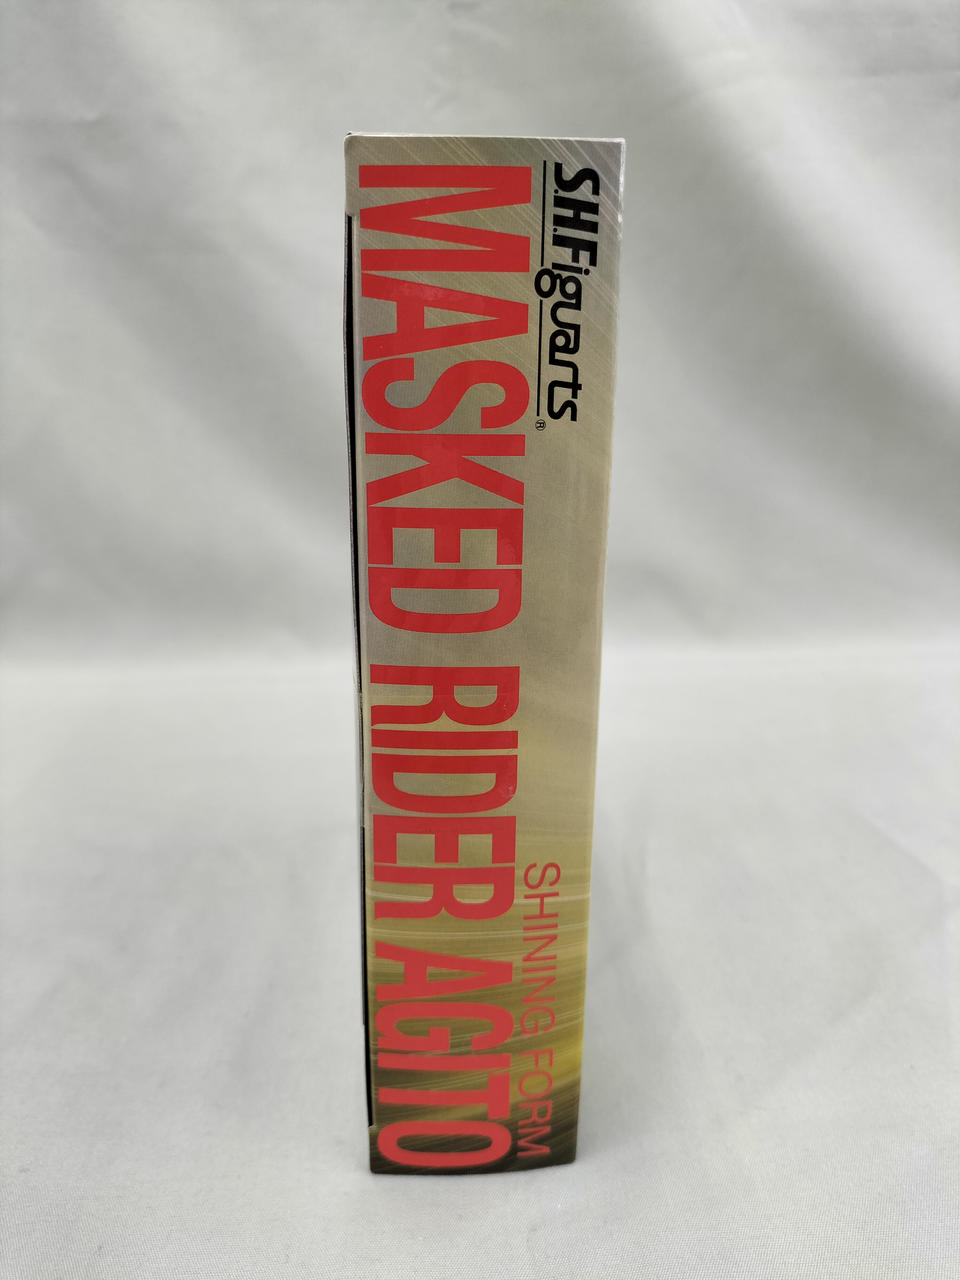 S.H.Figuarts®
SHINING FORM
MASKED RIDER AGITO